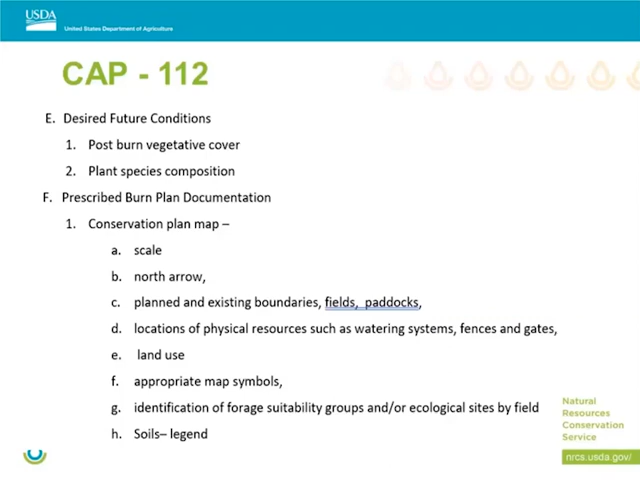 USDA
United States Department of Agriculture
CAP - 112
E. Desired Future Conditions
1. Post burn vegetative cover
2. Plant species composition
F. Prescribed Burn Plan Documentation
1. Conservation plan map –
a. scale
b. north arrow,
c. planned and existing boundaries, fields, paddocks,
d. locations of physical resources such as watering systems, fences and gates,
e. land use
f. appropriate map symbols,
g. identification of forage suitability groups and/or ecological sites by field
h. Soils– legend
Natural
Resources
Conservation
Service
nrcs.usda.gov/